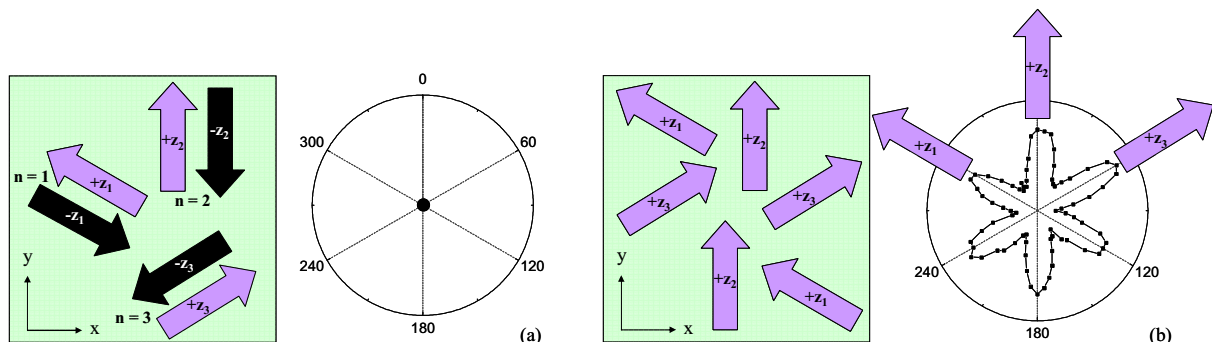 +z₁
-z₁
n = 1
+z₂
-z₂
n = 2
-z₃
+z₃
n = 3
y
x
0
60
120
180
240
300
(a)
+z₁
+z₂
+z₃
+z₃
+z₂
+z₁
y
x
+z₁
+z₂
+z₃
240
120
180
(b)